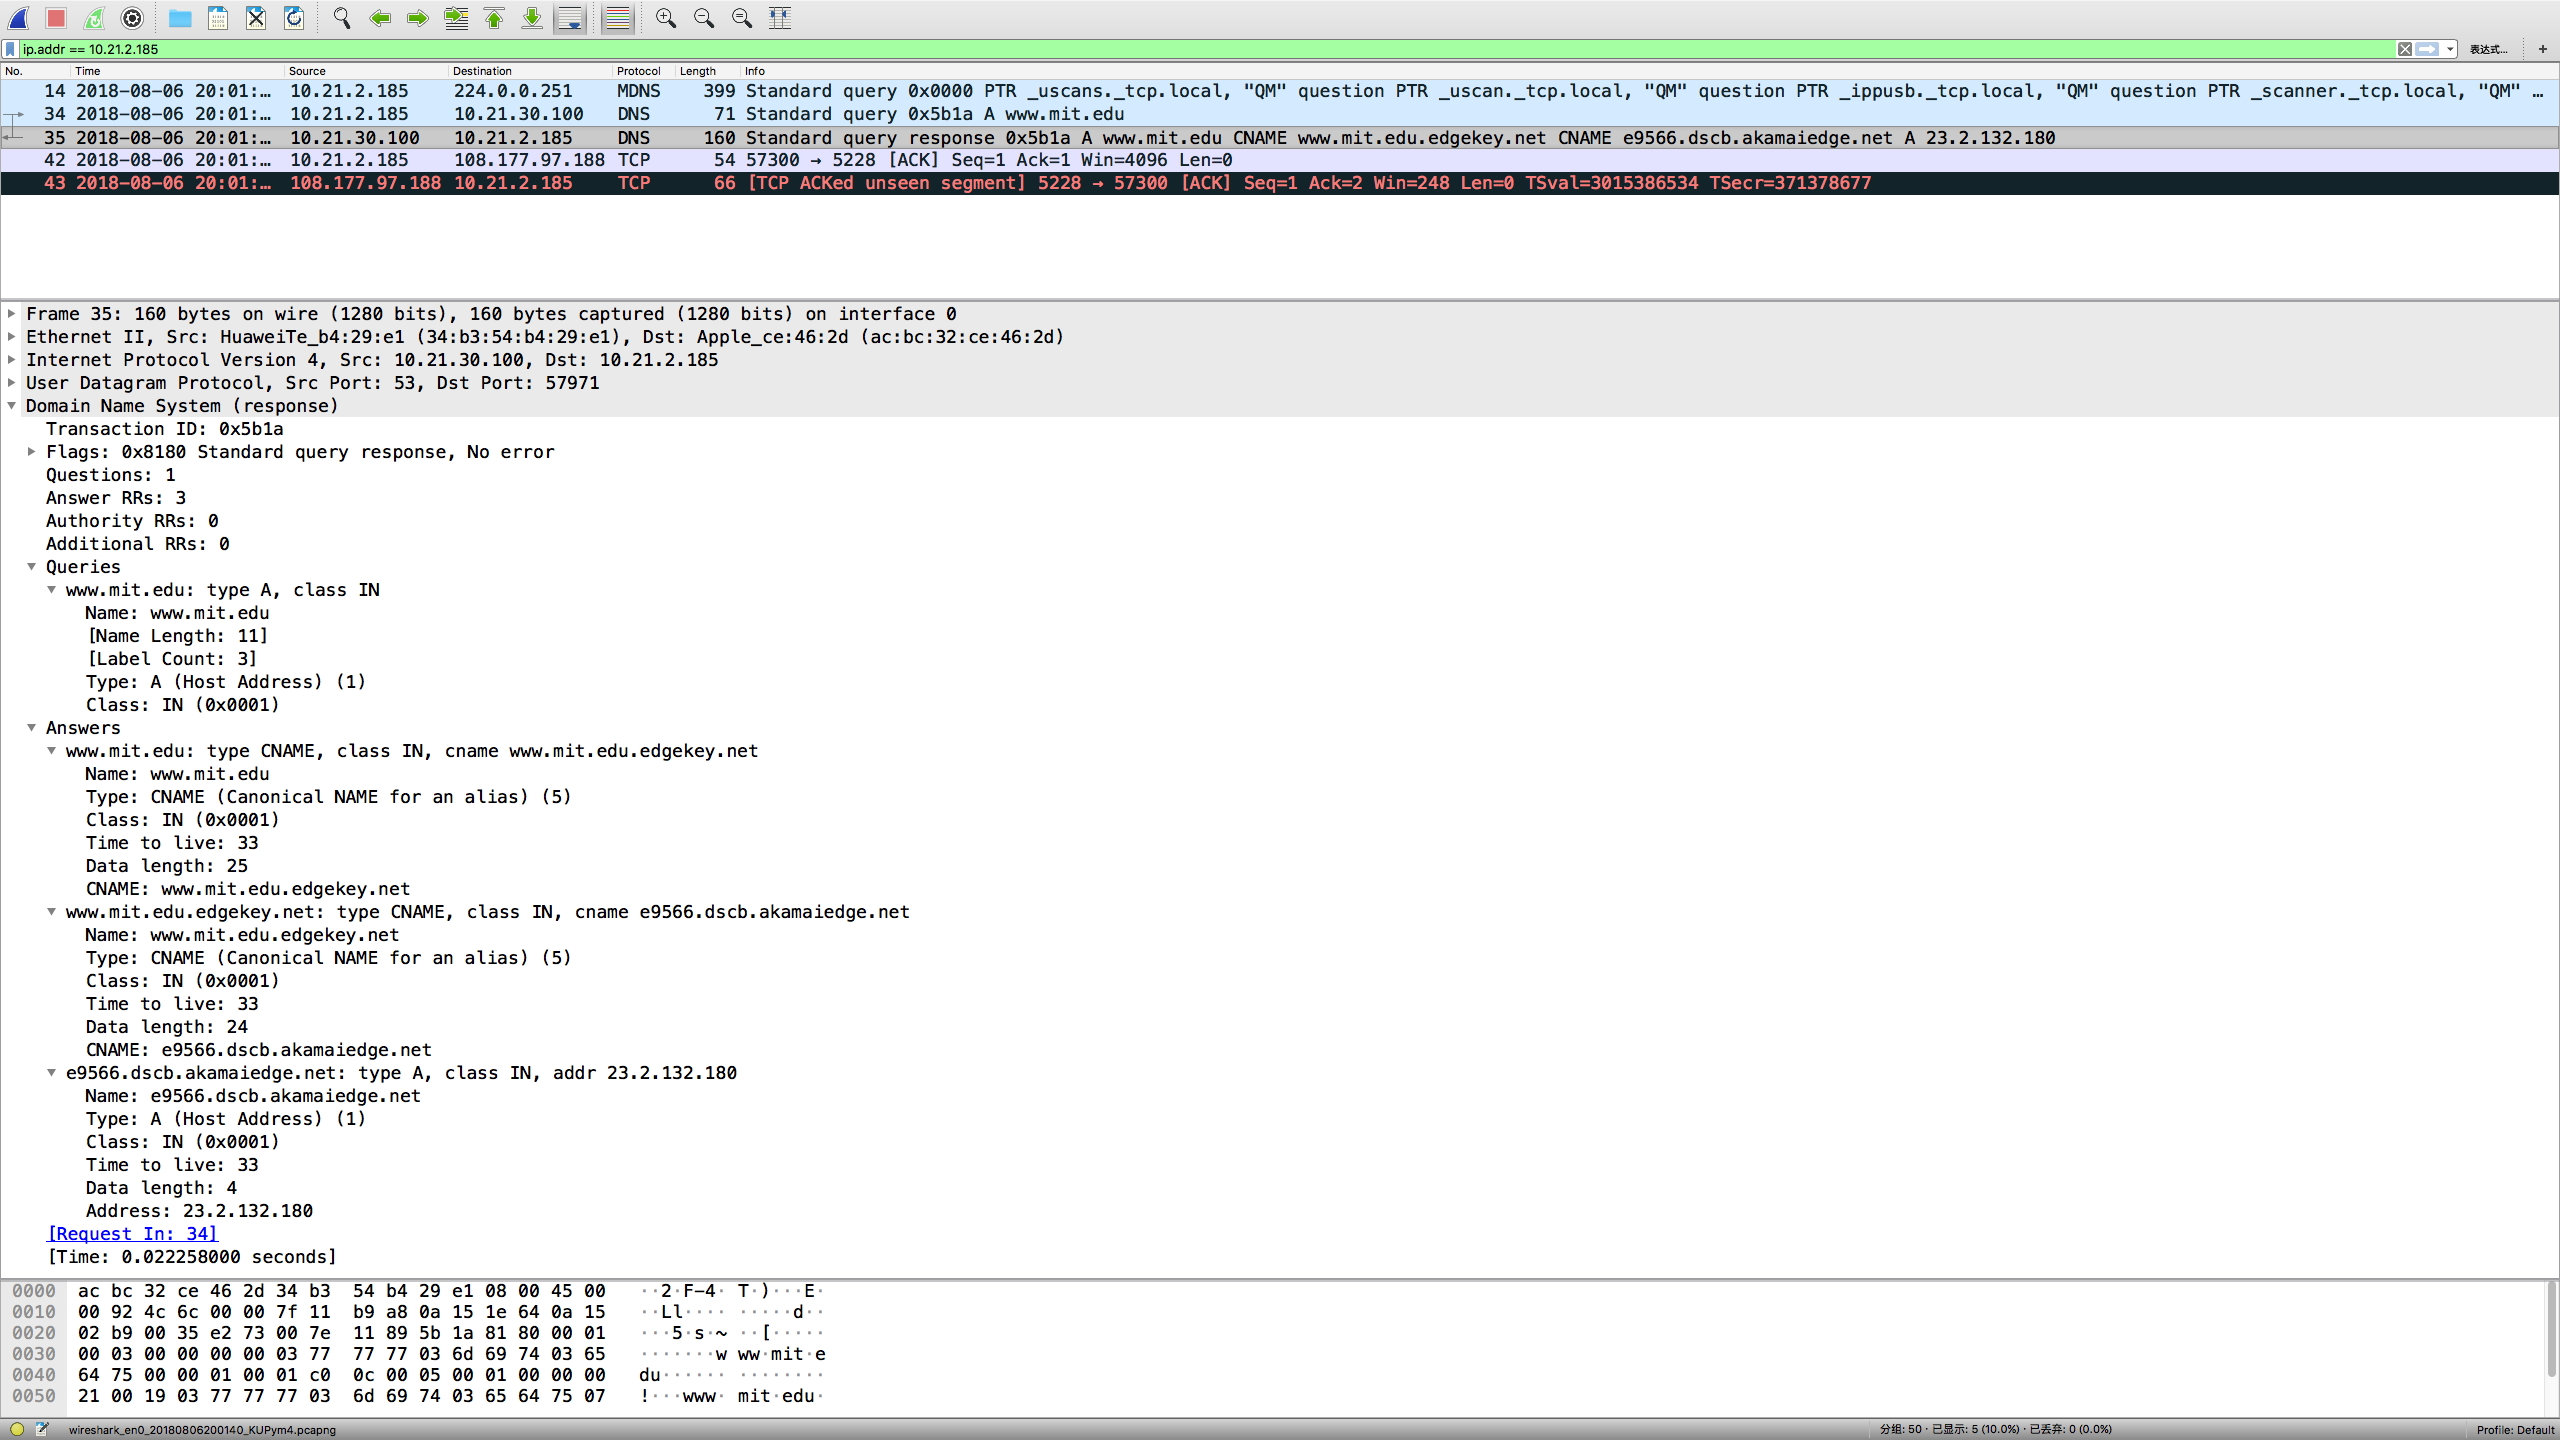 ip.addr == 10.21.2.185 表达式… +
No. Time Source Destination Protocol Length Info
14 2018-08-06 20:01:… 10.21.2.185 224.0.0.251 MDNS 399 Standard query 0x0000 PTR _uscans._tcp.local, "QM" question PTR _uscan._tcp.local, "QM" question PTR _ippusb._tcp.local, "QM" question PTR _scanner._tcp.local, "QM" …
34 2018-08-06 20:01:… 10.21.2.185 10.21.30.100 DNS 71 Standard query 0x5b1a A www.mit.edu
35 2018-08-06 20:01:… 10.21.30.100 10.21.2.185 DNS 160 Standard query response 0x5b1a A www.mit.edu CNAME www.mit.edu.edgekey.net CNAME e9566.dscb.akamaiedge.net A 23.2.132.180
42 2018-08-06 20:01:… 10.21.2.185 108.177.97.188 TCP 54 57300 → 5228 [ACK] Seq=1 Ack=1 Win=4096 Len=0
43 2018-08-06 20:01:… 108.177.97.188 10.21.2.185 TCP 66 [TCP ACKed unseen segment] 5228 → 57300 [ACK] Seq=1 Ack=2 Win=248 Len=0 TSval=3015386534 TSecr=371378677
Frame 35: 160 bytes on wire (1280 bits), 160 bytes captured (1280 bits) on interface 0
Ethernet II, Src: HuaweiTe_b4:29:e1 (34:b3:54:b4:29:e1), Dst: Apple_ce:46:2d (ac:bc:32:ce:46:2d)
Internet Protocol Version 4, Src: 10.21.30.100, Dst: 10.21.2.185
User Datagram Protocol, Src Port: 53, Dst Port: 57971
Domain Name System (response)
Transaction ID: 0x5b1a
Flags: 0x8180 Standard query response, No error
Questions: 1
Answer RRs: 3
Authority RRs: 0
Additional RRs: 0
Queries
www.mit.edu: type A, class IN
Name: www.mit.edu
[Name Length: 11]
[Label Count: 3]
Type: A (Host Address) (1)
Class: IN (0x0001)
Answers
www.mit.edu: type CNAME, class IN, cname www.mit.edu.edgekey.net
Name: www.mit.edu
Type: CNAME (Canonical NAME for an alias) (5)
Class: IN (0x0001)
Time to live: 33
Data length: 25
CNAME: www.mit.edu.edgekey.net
www.mit.edu.edgekey.net: type CNAME, class IN, cname e9566.dscb.akamaiedge.net
Name: www.mit.edu.edgekey.net
Type: CNAME (Canonical NAME for an alias) (5)
Class: IN (0x0001)
Time to live: 33
Data length: 24
CNAME: e9566.dscb.akamaiedge.net
e9566.dscb.akamaiedge.net: type A, class IN, addr 23.2.132.180
Name: e9566.dscb.akamaiedge.net
Type: A (Host Address) (1)
Class: IN (0x0001)
Time to live: 33
Data length: 4
Address: 23.2.132.180
[Request In: 34]
[Time: 0.022258000 seconds]
0000 ac bc 32 ce 46 2d 34 b3 54 b4 29 e1 08 00 45 00 ··2·F-4· T·)···E·
0010 00 92 4c 6c 00 00 7f 11 b9 a8 0a 15 1e 64 0a 15 ··Ll···· ·····d··
0020 02 b9 00 35 e2 73 00 7e 11 89 5b 1a 81 80 00 01 ···5·s·~ ··[·····
0030 00 03 00 00 00 00 03 77 77 77 03 6d 69 74 03 65 ·······w ww·mit·e
0040 64 75 00 00 01 00 01 c0 0c 00 05 00 01 00 00 00 du······ ········
0050 21 00 19 03 77 77 77 03 6d 69 74 03 65 64 75 07 !···www· mit·edu·
wireshark_en0_20180806200140_KUPym4.pcapng 分组: 50 · 已显示: 5 (10.0%) · 已丢弃: 0 (0.0%) Profile: Default